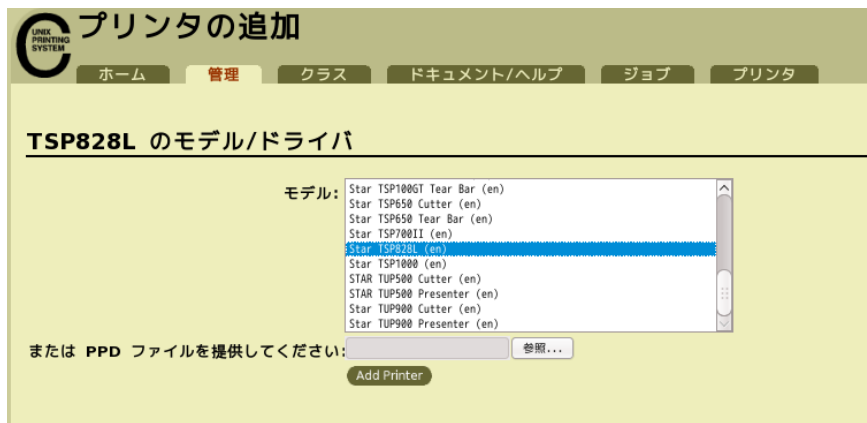 UNIX
PRINTING
SYSTEM
プリンタの追加
ホーム 管理 クラス ドキュメント/ヘルプ ジョブ プリンタ
TSP828L のモデル/ドライバ
モデル:
Star TSP100GT Tear Bar (en)
Star TSP650 Cutter (en)
Star TSP650 Tear Bar (en)
Star TSP700II (en)
Star TSP828L (en)
Star TSP1000 (en)
STAR TUP500 Cutter (en)
STAR TUP500 Presenter (en)
Star TUP900 Cutter (en)
Star TUP900 Presenter (en)
または PPD ファイルを提供してください: 参照...
Add Printer